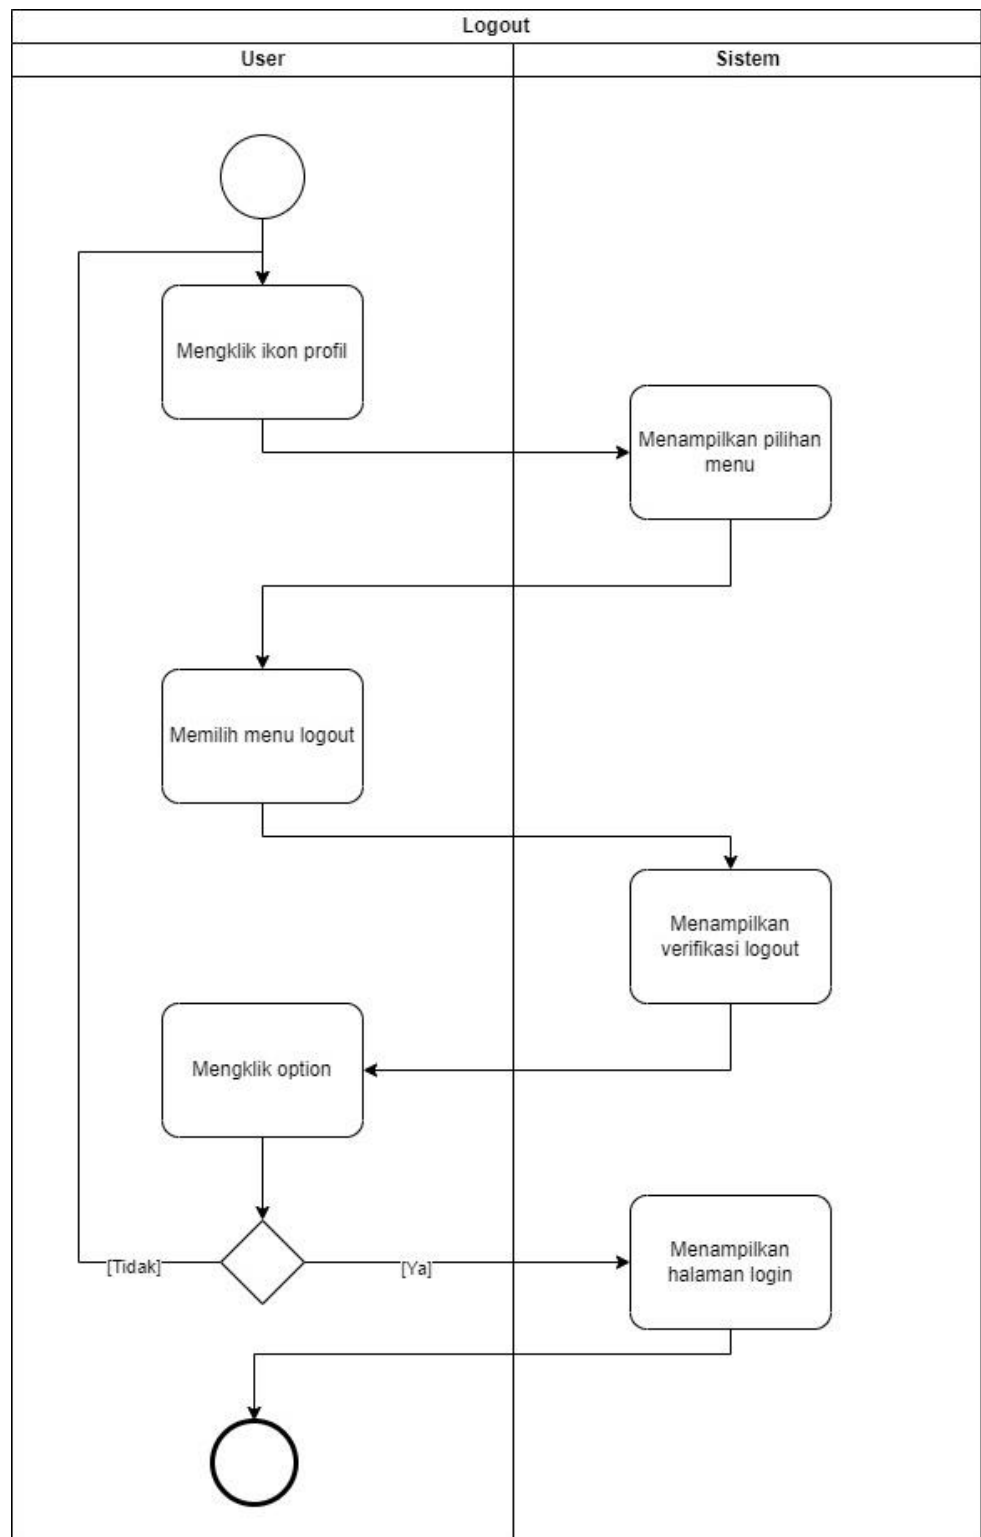 Logout
User
Sistem
Mengklik ikon profil
Menampilkan pilihan
menu
Memilih menu logout
Menampilkan
verifikasi logout
Mengklik option
[Tidak]
[Ya]
Menampilkan
halaman login